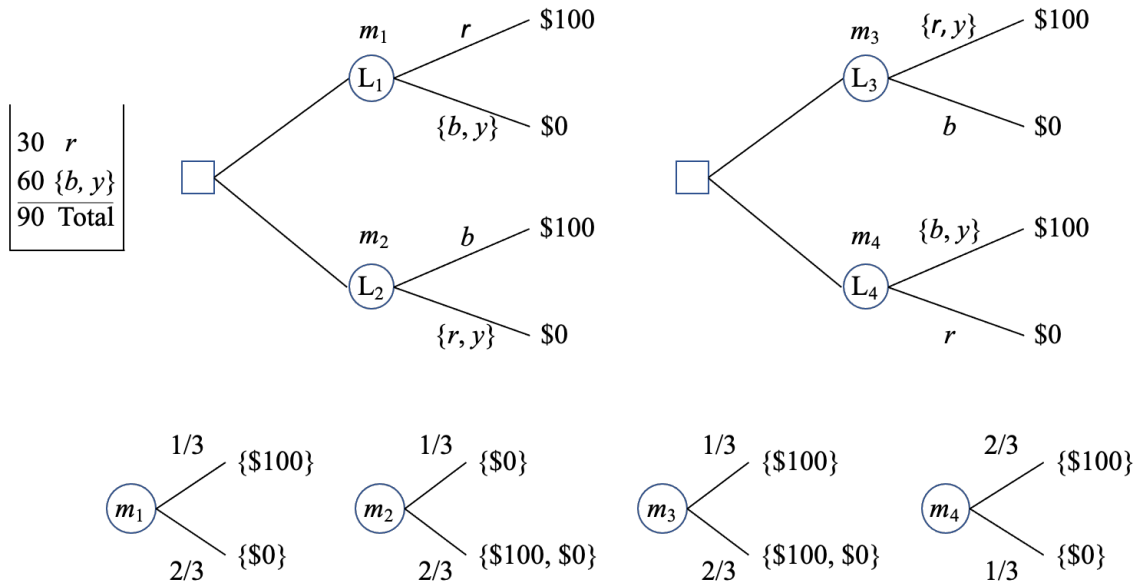 30 r
60 {b, y}
90 Total
m₁
L₁
r
$100
{b, y}
$0
m₂
L₂
b
$100
{r, y}
$0
m₃
L₃
{r, y}
$100
b
$0
m₄
L₄
{b, y}
$100
r
$0
m₁
1/3
{$100}
2/3
{$0}
m₂
1/3
{$0}
2/3
{$100, $0}
m₃
1/3
{$100}
2/3
{$100, $0}
m₄
2/3
{$100}
1/3
{$0}